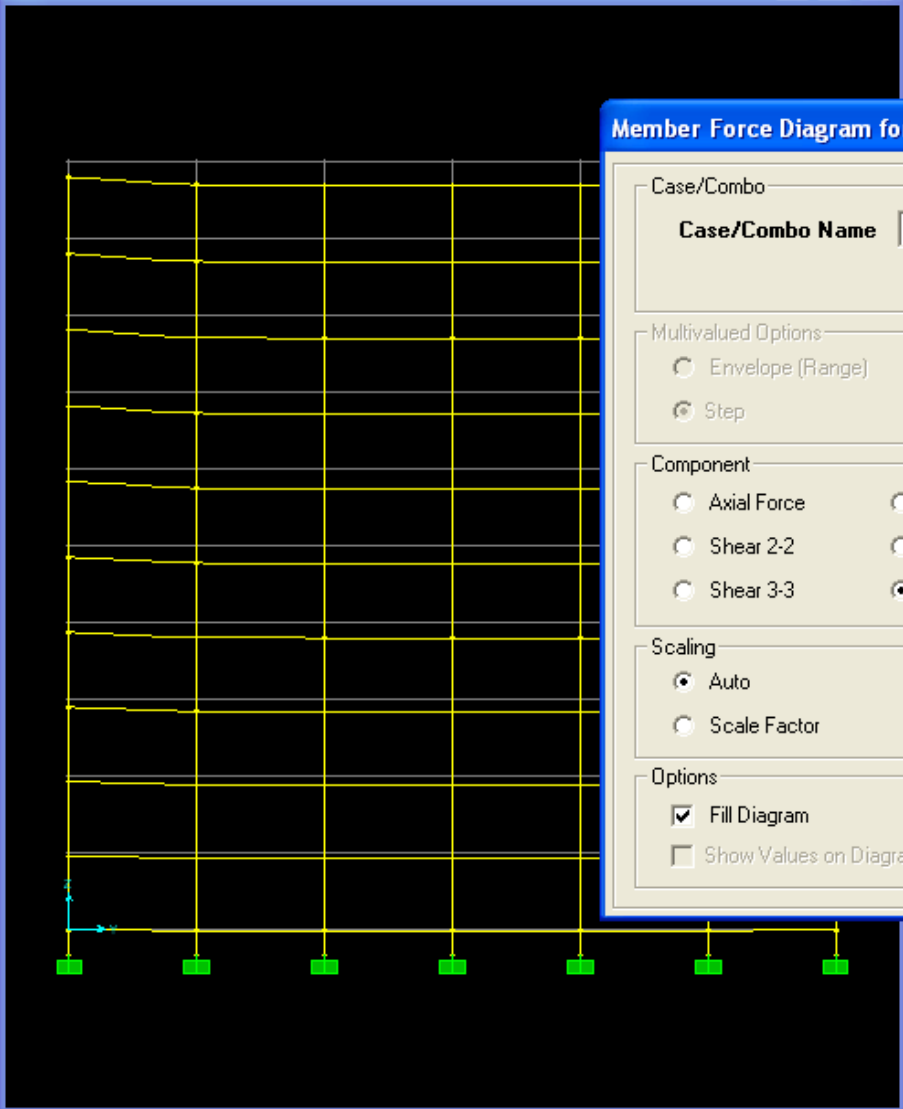 Member Force Diagram fo
Case/Combo
Case/Combo Name
Multivalued Options
Envelope (Range)
Step
Component
Axial Force
Shear 2-2
Shear 3-3
Scaling
Auto
Scale Factor
Options
Fill Diagram
Show Values on Diagra
Z
Y